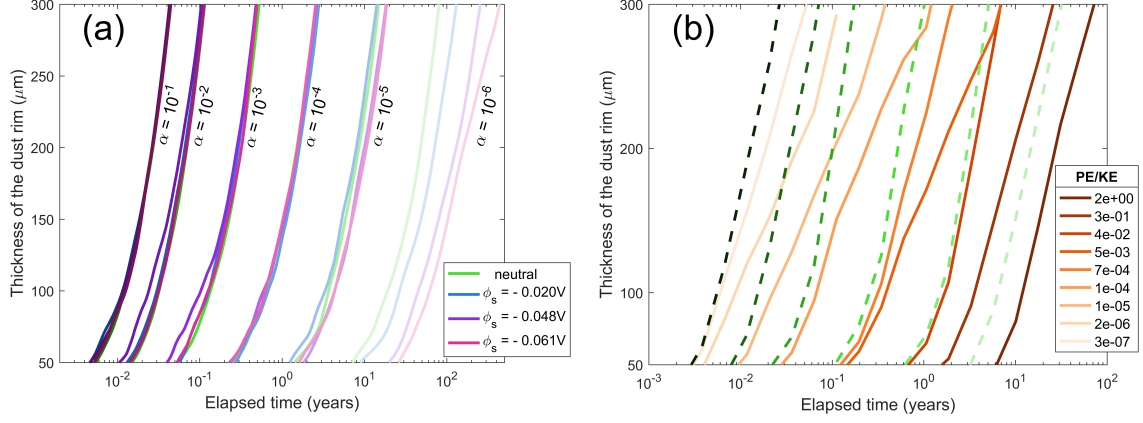 (a)
Thickness of the dust rim (μm)
300
250
200
150
100
50
α = 10⁻¹
α = 10⁻²
α = 10⁻³
α = 10⁻⁴
α = 10⁻⁵
α = 10⁻⁶
neutral
ϕₛ = - 0.020V
ϕₛ = - 0.048V
ϕₛ = - 0.061V
10⁻² 10⁻¹ 10⁰ 10¹ 10²
Elapsed time (years)
(b)
Thickness of the dust rim (μm)
300
200
100
50
PE/KE
2e+00
3e-01
4e-02
5e-03
7e-04
1e-04
1e-05
2e-06
3e-07
10⁻³ 10⁻² 10⁻¹ 10⁰ 10¹ 10²
Elapsed time (years)